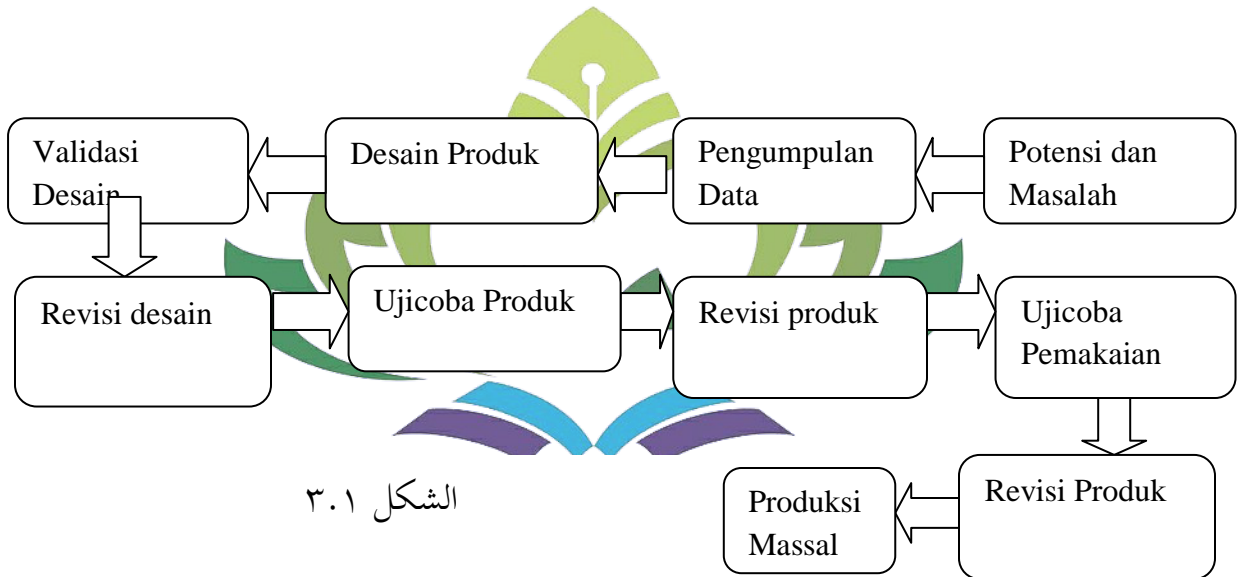 Validasi
Desain
Desain Produk
Pengumpulan
Data
Potensi dan
Masalah
Revisi desain
Ujicoba Produk
Revisi produk
Ujicoba
Pemakaian
الشكل ٣.١
Produksi
Massal
Revisi Produk